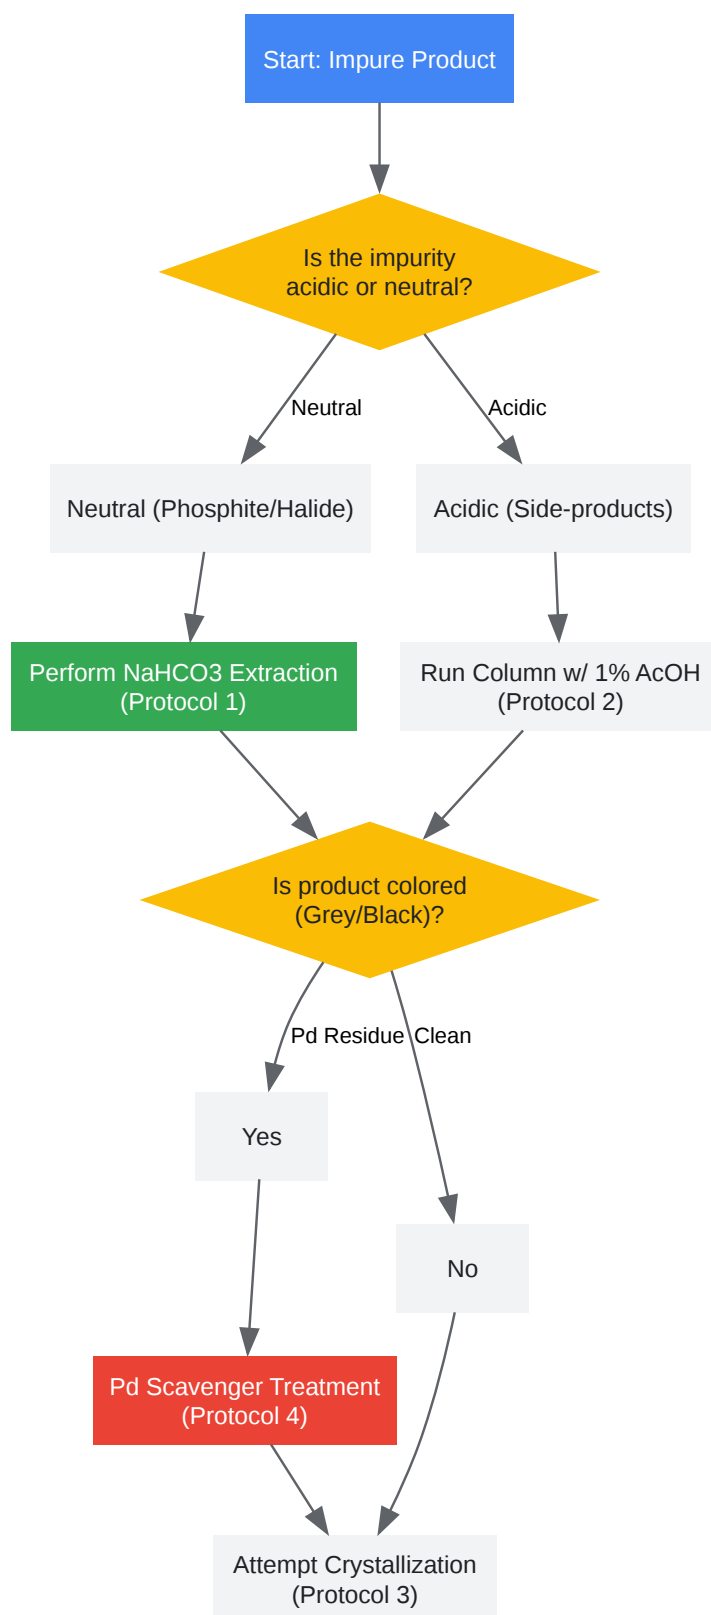 Start: Impure Product
Is the impurity
acidic or neutral?
Neutral
Acidic
Neutral (Phosphite/Halide)
Acidic (Side-products)
Perform NaHCO3 Extraction
(Protocol 1)
Run Column w/ 1% AcOH
(Protocol 2)
Is product colored
(Grey/Black)?
Pd Residue
Clean
Yes
No
Pd Scavenger Treatment
(Protocol 4)
Attempt Crystallization
(Protocol 3)